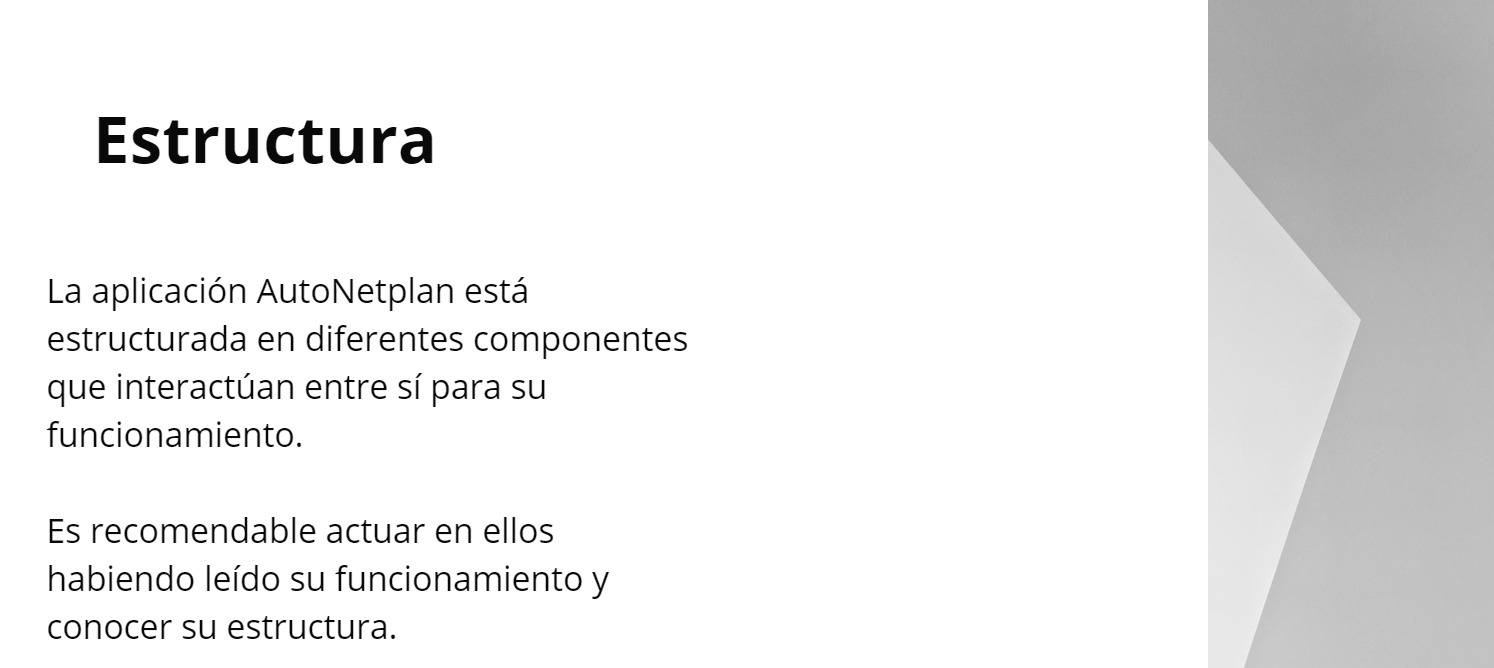 Estructura
La aplicación AutoNetplan está
estructurada en diferentes componentes
que interactúan entre sí para su
funcionamiento.
Es recomendable actuar en ellos
habiendo leído su funcionamiento y
conocer su estructura.